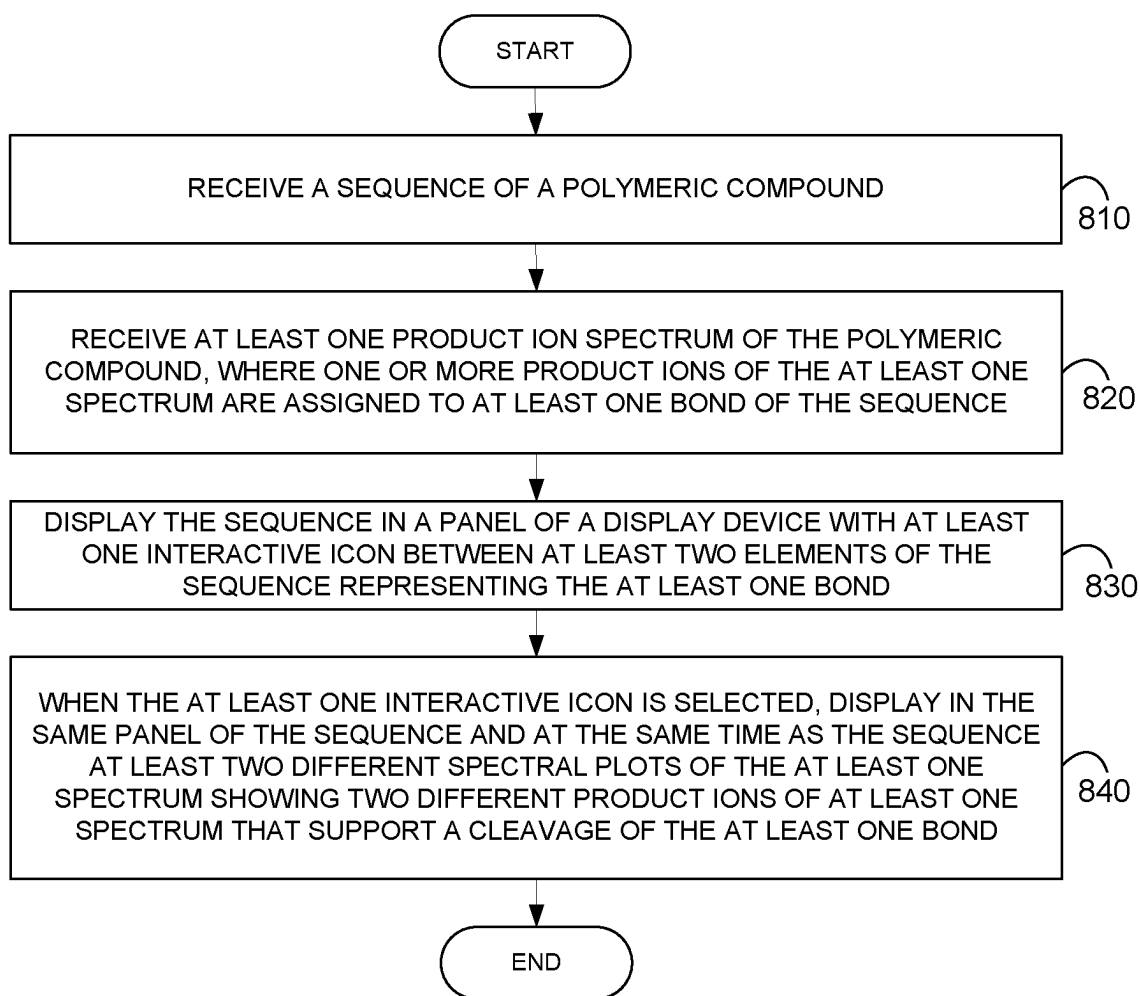 START
RECEIVE A SEQUENCE OF A POLYMERIC COMPOUND
810
RECEIVE AT LEAST ONE PRODUCT ION SPECTRUM OF THE POLYMERIC
COMPOUND, WHERE ONE OR MORE PRODUCT IONS OF THE AT LEAST ONE
SPECTRUM ARE ASSIGNED TO AT LEAST ONE BOND OF THE SEQUENCE
820
DISPLAY THE SEQUENCE IN A PANEL OF A DISPLAY DEVICE WITH AT LEAST
ONE INTERACTIVE ICON BETWEEN AT LEAST TWO ELEMENTS OF THE
SEQUENCE REPRESENTING THE AT LEAST ONE BOND
830
WHEN THE AT LEAST ONE INTERACTIVE ICON IS SELECTED, DISPLAY IN THE
SAME PANEL OF THE SEQUENCE AND AT THE SAME TIME AS THE SEQUENCE
AT LEAST TWO DIFFERENT SPECTRAL PLOTS OF THE AT LEAST ONE
SPECTRUM SHOWING TWO DIFFERENT PRODUCT IONS OF AT LEAST ONE
SPECTRUM THAT SUPPORT A CLEAVAGE OF THE AT LEAST ONE BOND
840
END